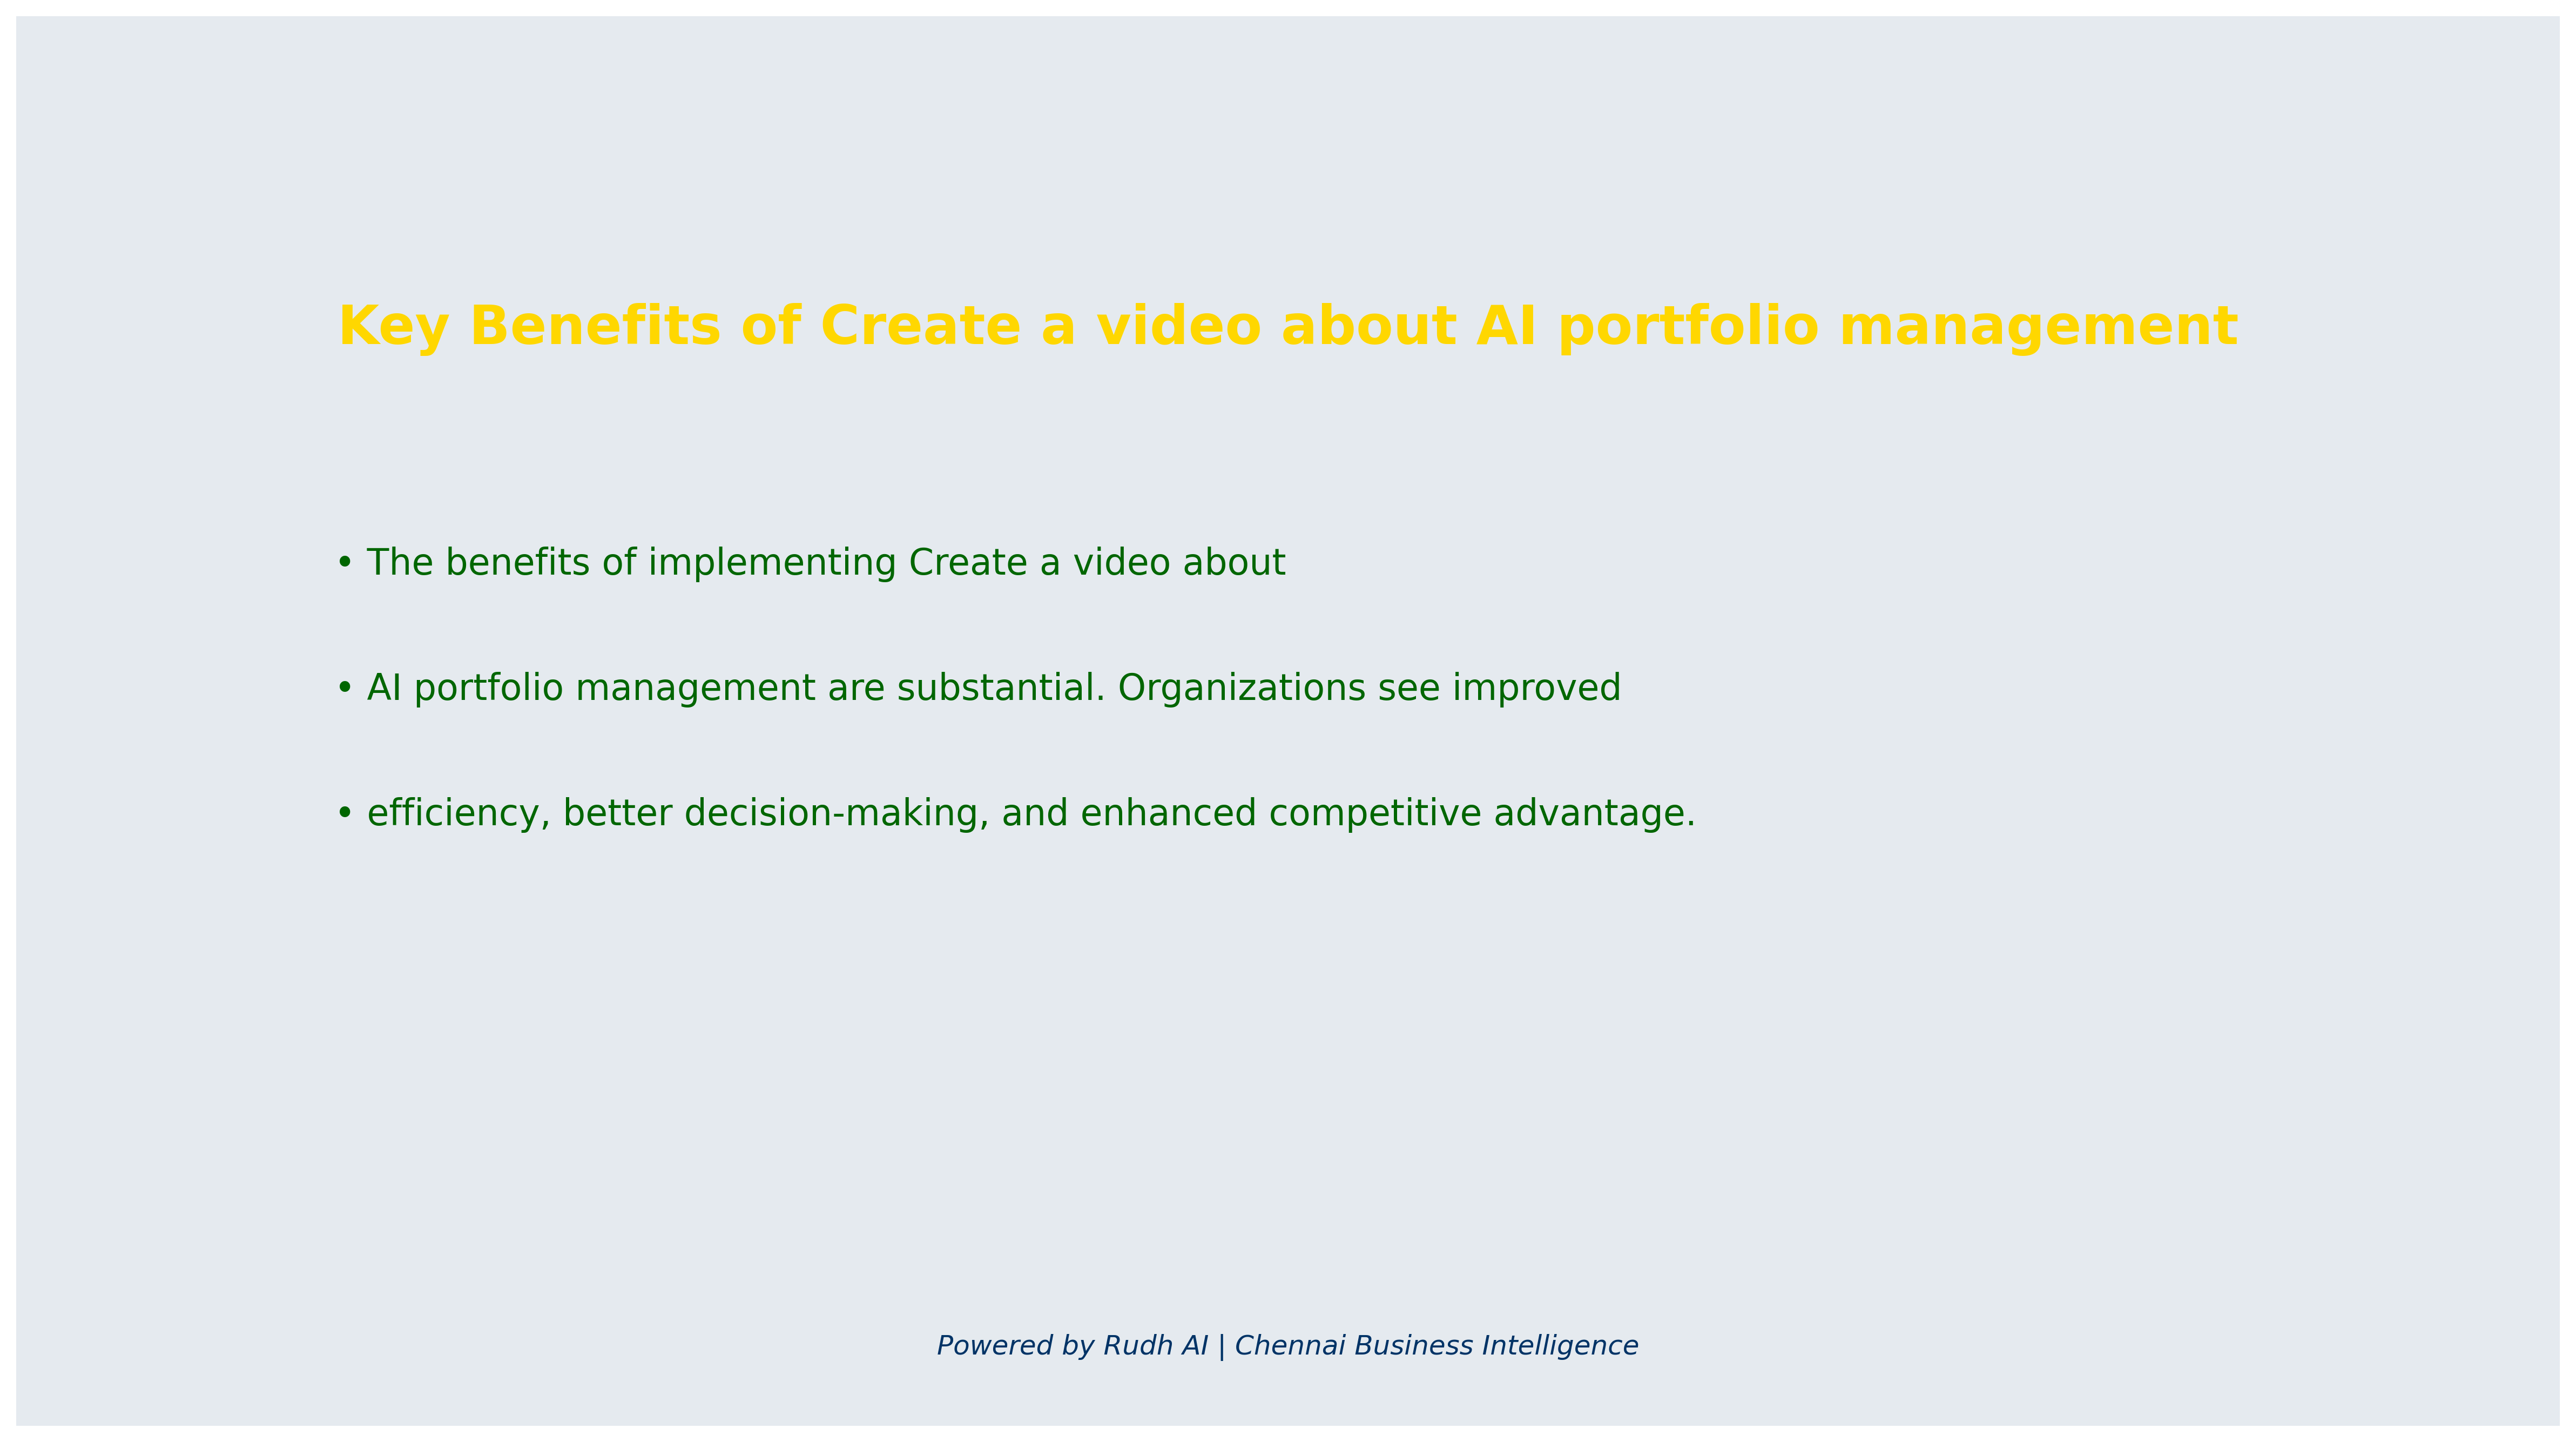 Key Benefits of Create a video about AI portfolio management
• The benefits of implementing Create a video about
• AI portfolio management are substantial. Organizations see improved
• efficiency, better decision-making, and enhanced competitive advantage.
Powered by Rudh AI | Chennai Business Intelligence